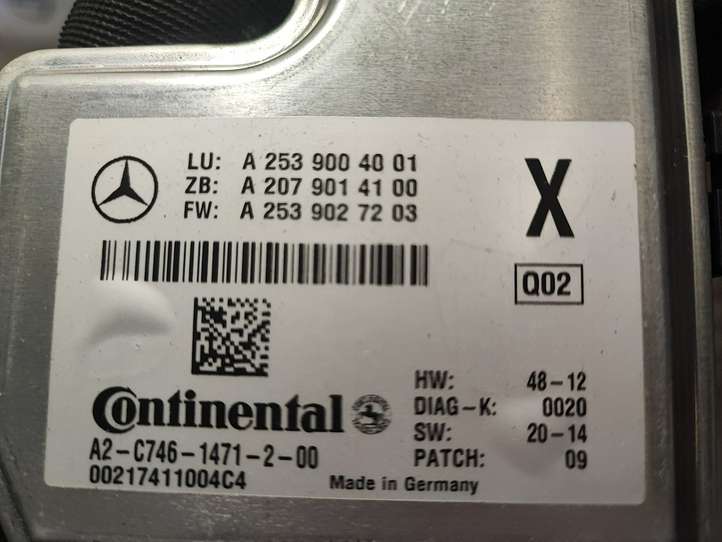 LU: A 253 900 40 01
ZB: A 207 901 41 00
FW: A 253 902 72 03
X
Q02
Continental
A2-C746-1471-2-00
00217411004C4
HW: 48-12
DIAG-K: 0020
SW: 20-14
PATCH: 09
Made in Germany